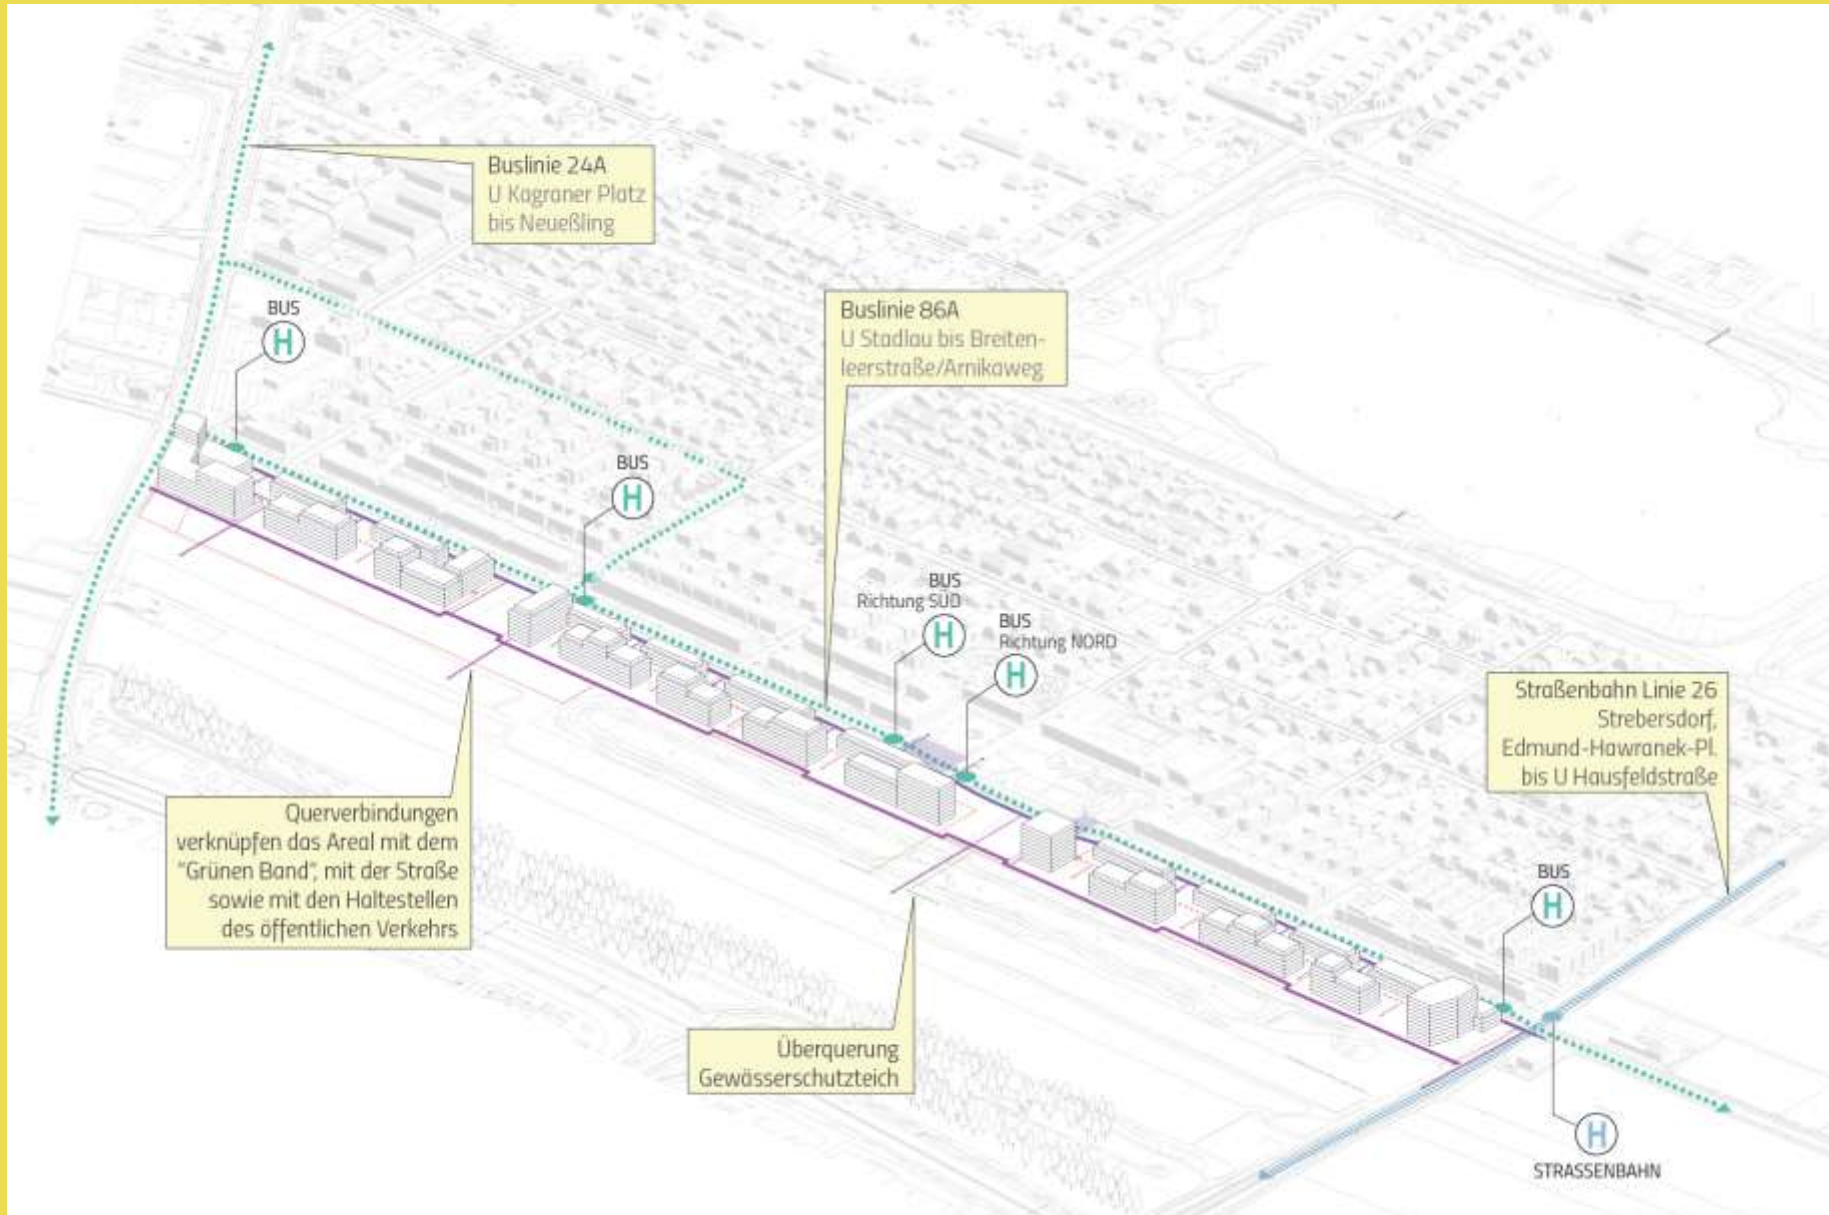 Buslinie 24A
U Kagraner Platz
bis Neueßling
BUS
H
Buslinie 86A
U Stadlau bis Breiten-
leerstraße/Arnikaweg
BUS
H
BUS
Richtung SÜD
H
BUS
Richtung NORD
H
Straßenbahn Linie 26
Strebersdorf,
Edmund-Hawranek-Pl.
bis U Hausfeldstraße
Querverbindungen
verknüpfen das Areal mit dem
"Grünen Band", mit der Straße
sowie mit den Haltestellen
des öffentlichen Verkehrs
BUS
H
Überquerung
Gewässerschutzteich
H
STRASSENBAHN